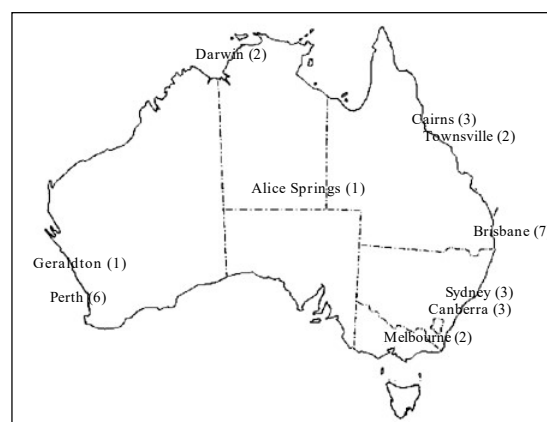 Darwin (2)
Cairns (3)
Townsville (2)
Alice Springs (1)
Brisbane (7
Geraldton (1)
Sydney (3)
Perth (6)
Canberra (3)
Melbourne (2)